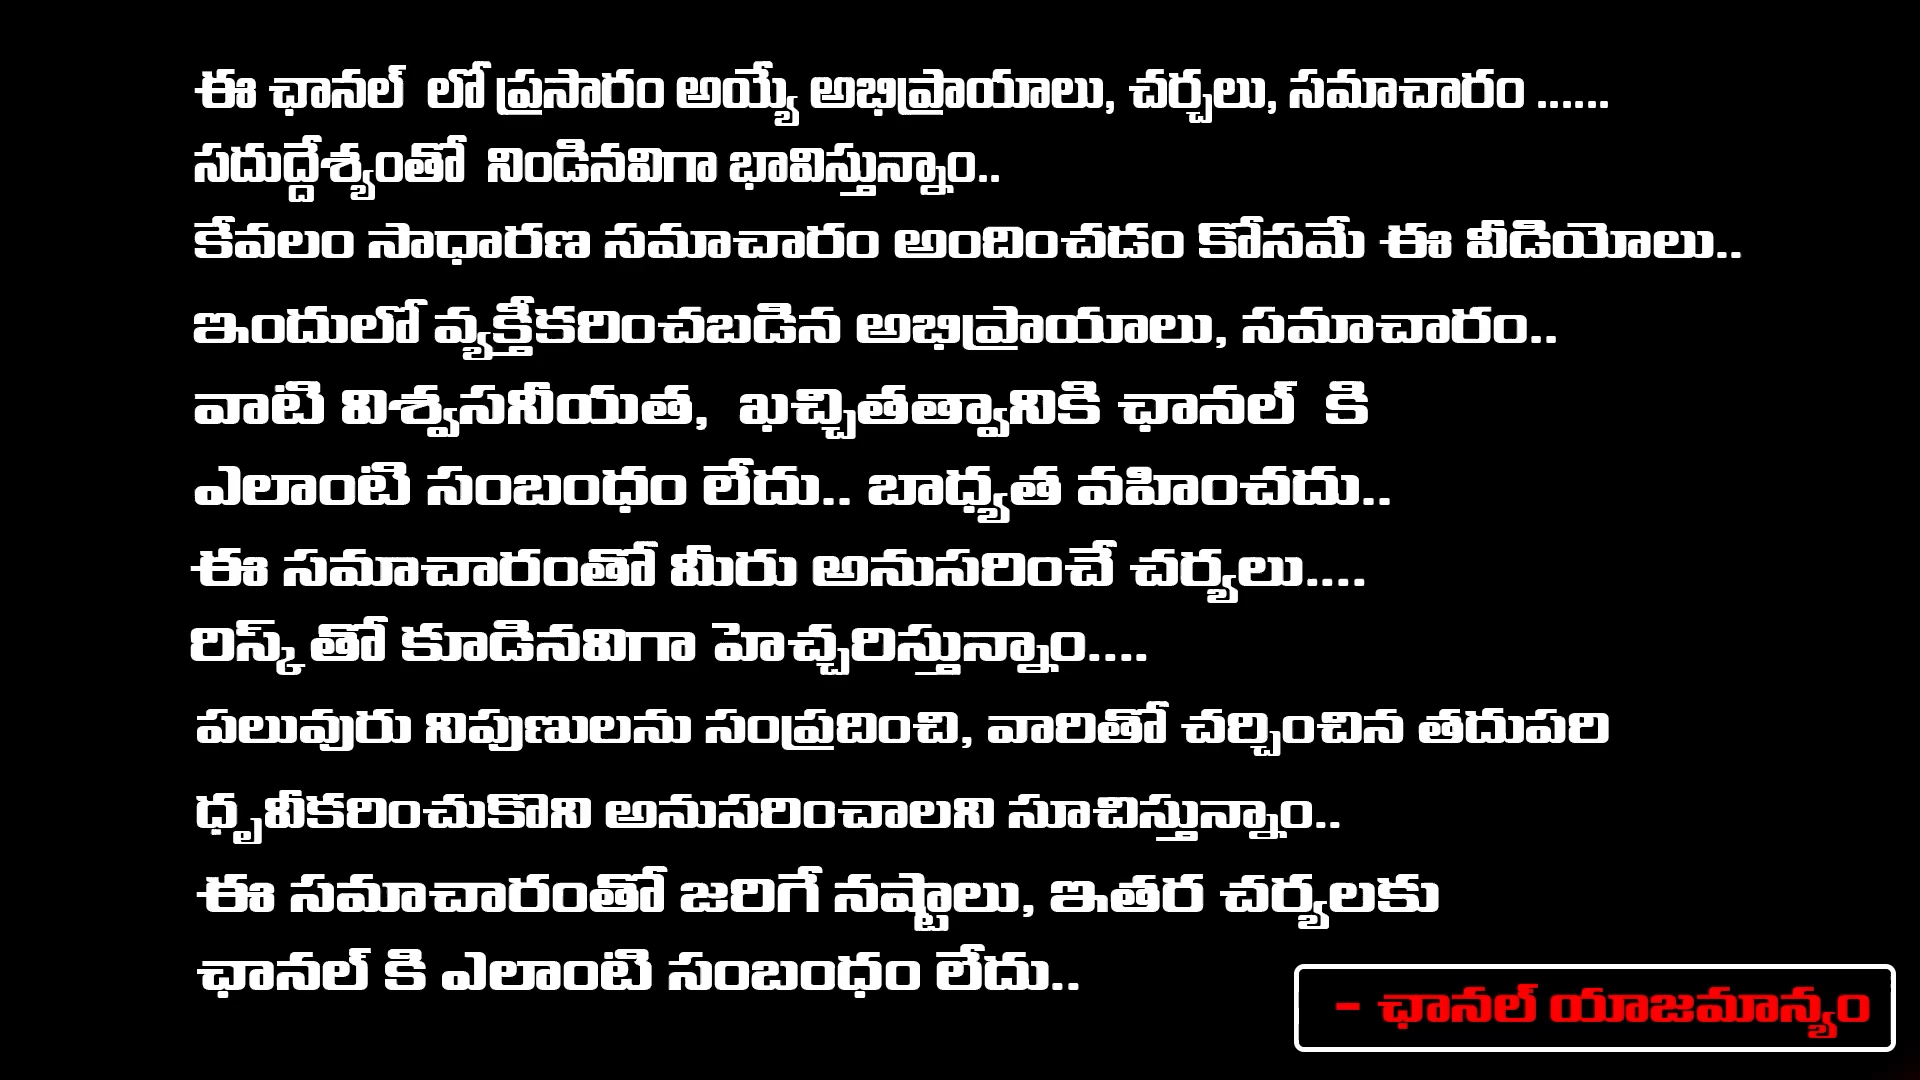 ఈ ఛానల్ లో ప్రసారం అయ్యే అభిప్రాయాలు, చర్చలు, సమాచారం ......
సదుద్దేశ్యంతో నిండినవిగా భావిస్తున్నాం..
కేవలం సాధారణ సమాచారం అందించడం కోసమే ఈ వీడియోలు..
ఇందులో వ్యక్తీకరించబడిన అభిప్రాయాలు, సమాచారం..
వాటి విశ్వసనీయత, ఖచ్చితత్వానికి ఛానల్ కి
ఎలాంటి సంబంధం లేదు.. బాధ్యత వహించదు..
ఈ సమాచారంతో మీరు అనుసరించే చర్యలు....
రిస్క్ తో కూడినవిగా హెచ్చరిస్తున్నాం....
పలువురు నిపుణులను సంప్రదించి, వారితో చర్చించిన తదుపరి
ధృవీకరించుకొని అనుసరించాలని సూచిస్తున్నాం..
ఈ సమాచారంతో జరిగే నష్టాలు, ఇతర చర్యలకు
ఛానల్ కి ఎలాంటి సంబంధం లేదు..
- ఛానల్ యాజమాన్యం